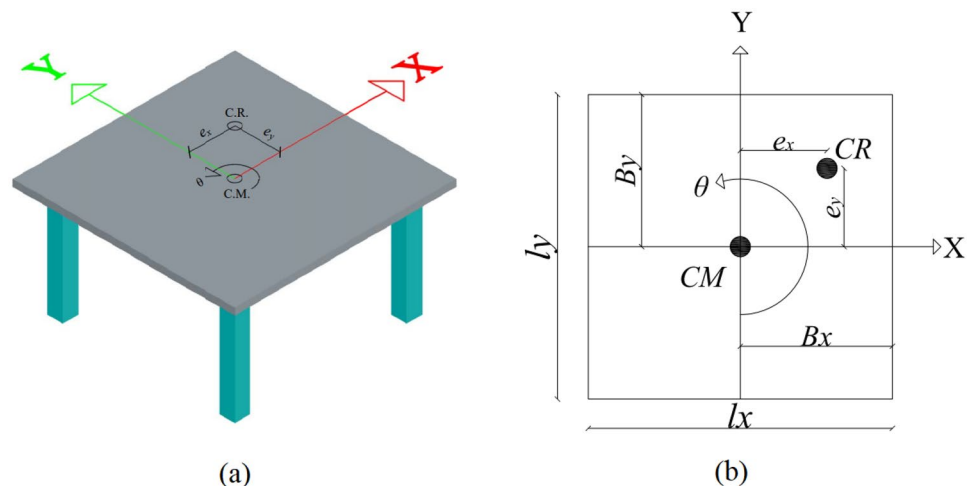 Y
X
C.R.
ex
ey
θ
C.M.
(a)
Y
ex
CR
By
θ
ey
ly
X
CM
Bx
lx
(b)